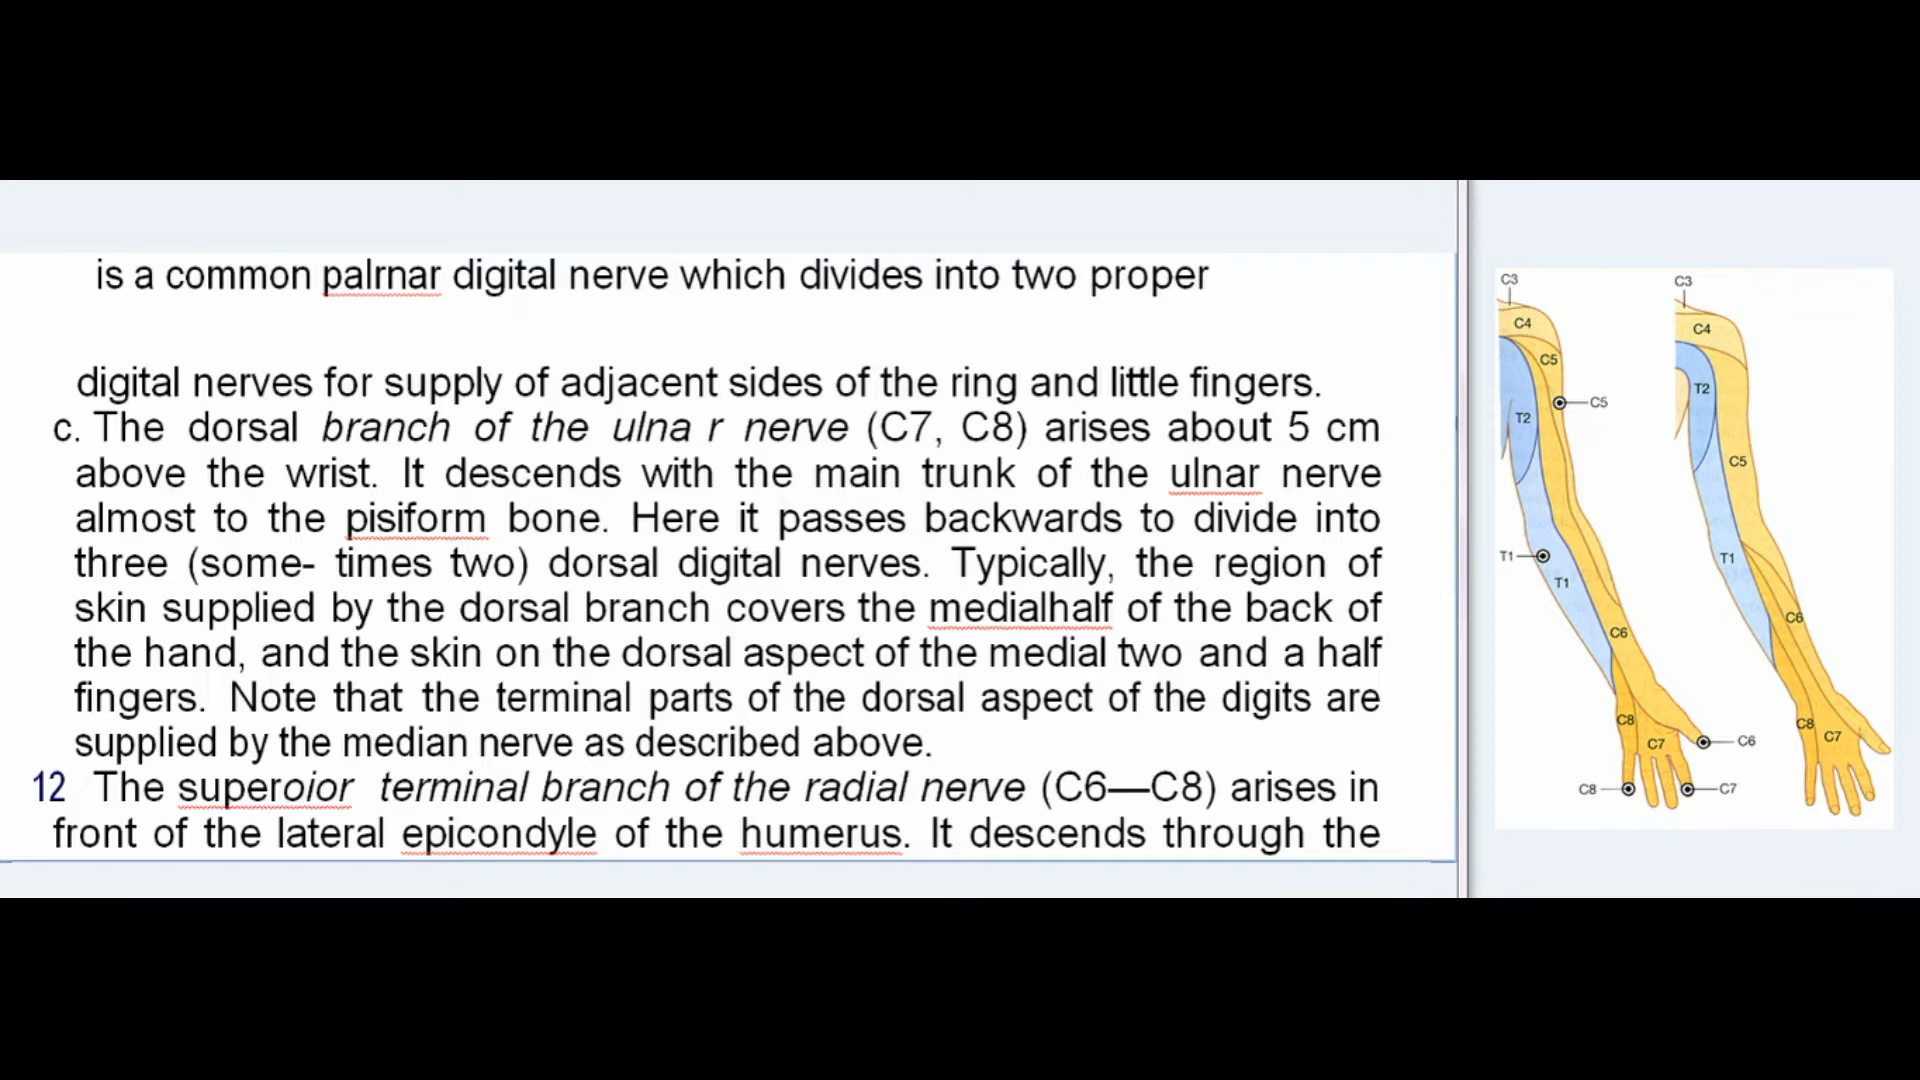 is a common palrnar digital nerve which divides into two proper
digital nerves for supply of adjacent sides of the ring and little fingers.
c. The dorsal branch of the ulna r nerve (C7, C8) arises about 5 cm
above the wrist. It descends with the main trunk of the ulnar nerve
almost to the pisiform bone. Here it passes backwards to divide into
three (some- times two) dorsal digital nerves. Typically, the region of
skin supplied by the dorsal branch covers the medialhalf of the back of
the hand, and the skin on the dorsal aspect of the medial two and a half
fingers. Note that the terminal parts of the dorsal aspect of the digits are
supplied by the median nerve as described above.
12 The superoior terminal branch of the radial nerve (C6—C8) arises in
front of the lateral epicondyle of the humerus. It descends through the
C3
C4
C5
C5
T2
T1
T1
C6
C8
C7
C6
C8
C7
C3
C4
T2
C5
T1
C6
C8
C7